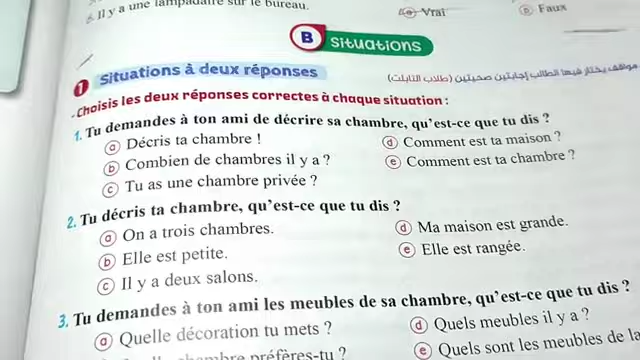 6. Il y a une lampadaire sur le bureau.
a Vrai
b Faux
B Situations
1 Situations à deux réponses
مواقف يختار فيها الطالب إجابتين صحيحتين (طلاب الثالث)
- Choisis les deux réponses correctes à chaque situation :
1. Tu demandes à ton ami de décrire sa chambre, qu'est-ce que tu dis ?
a Décris ta chambre !
d Comment est ta maison ?
b Combien de chambres il y a ?
e Comment est ta chambre ?
c Tu as une chambre privée ?
2. Tu décris ta chambre, qu'est-ce que tu dis ?
a On a trois chambres.
d Ma maison est grande.
b Elle est petite.
e Elle est rangée.
c Il y a deux salons.
3. Tu demandes à ton ami les meubles de sa chambre, qu'est-ce que tu dis ?
a Quelle décoration tu mets ?
d Quels meubles il y a ?
chambre préfères-tu ?
e Quels sont les meubles de la